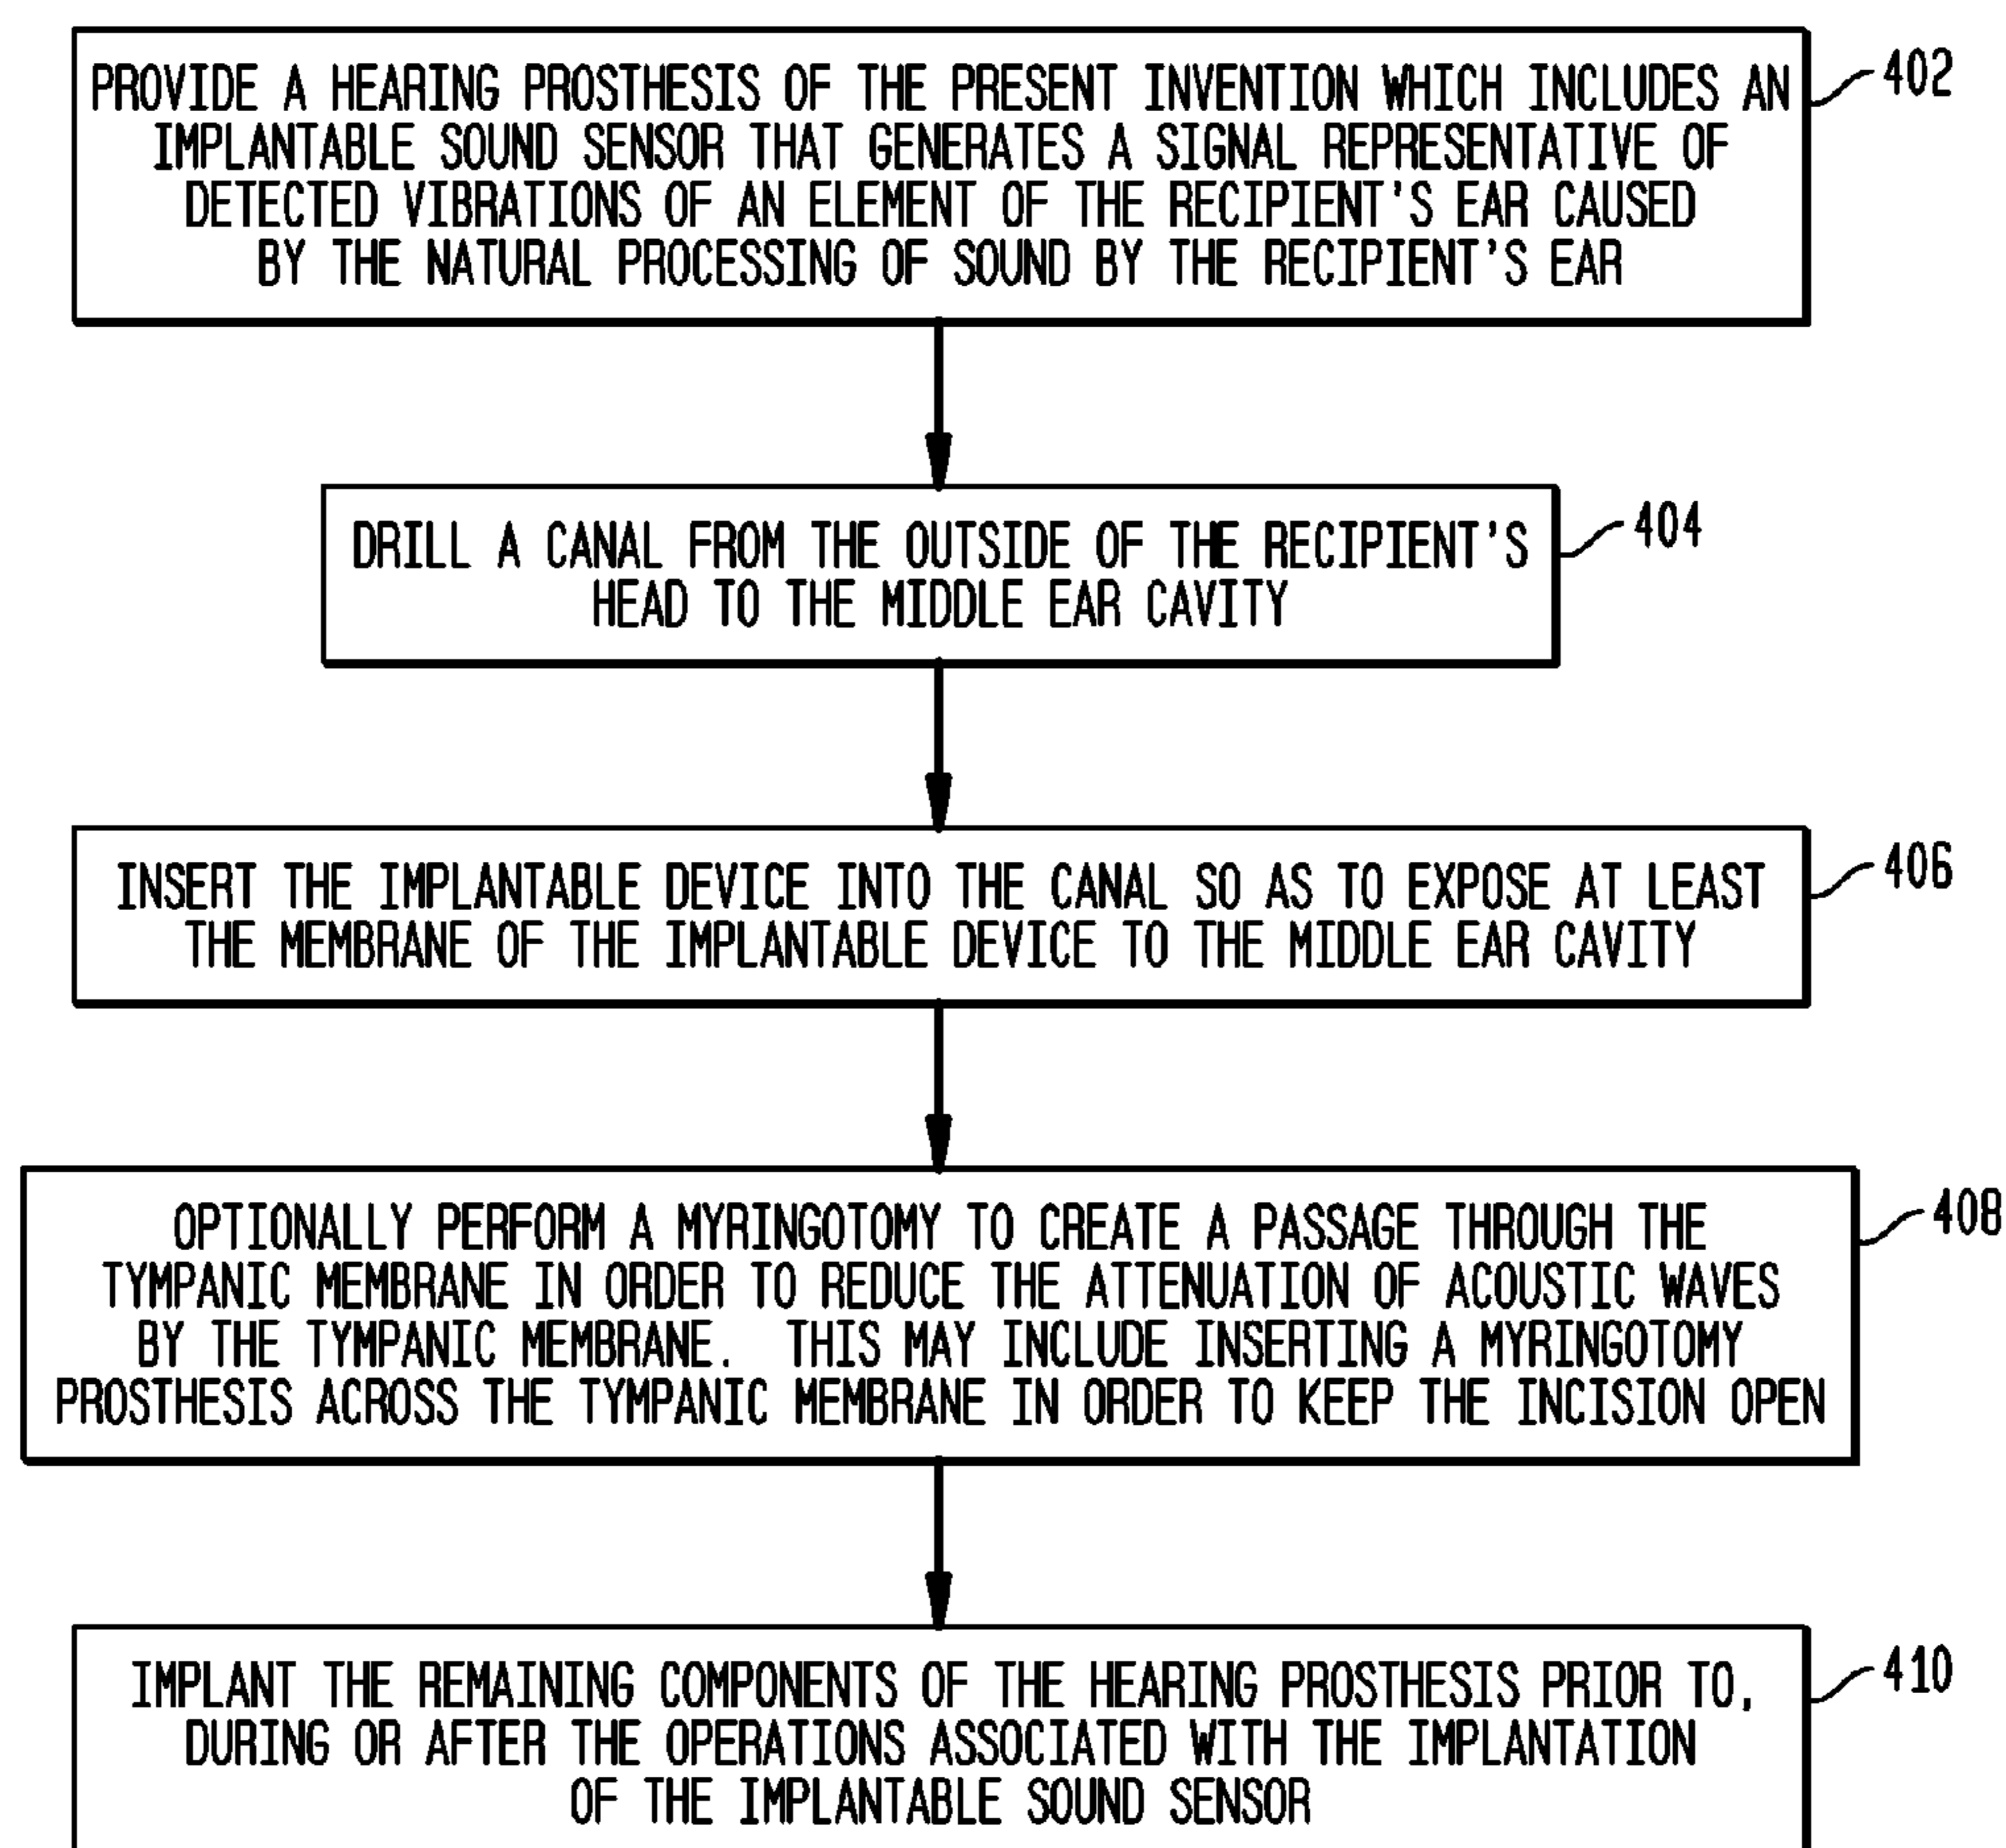 PROVIDE A HEARING PROSTHESIS OF THE PRESENT INVENTION WHICH INCLUDES AN
IMPLANTABLE SOUND SENSOR THAT GENERATES A SIGNAL REPRESENTATIVE OF
DETECTED VIBRATIONS OF AN ELEMENT OF THE RECIPIENT'S EAR CAUSED
BY THE NATURAL PROCESSING OF SOUND BY THE RECIPIENT'S EAR
402
DRILL A CANAL FROM THE OUTSIDE OF THE RECIPIENT'S
HEAD TO THE MIDDLE EAR CAVITY
404
INSERT THE IMPLANTABLE DEVICE INTO THE CANAL SO AS TO EXPOSE AT LEAST
THE MEMBRANE OF THE IMPLANTABLE DEVICE TO THE MIDDLE EAR CAVITY
406
OPTIONALLY PERFORM A MYRINGOTOMY TO CREATE A PASSAGE THROUGH THE
TYMPANIC MEMBRANE IN ORDER TO REDUCE THE ATTENUATION OF ACOUSTIC WAVES
BY THE TYMPANIC MEMBRANE. THIS MAY INCLUDE INSERTING A MYRINGOTOMY
PROSTHESIS ACROSS THE TYMPANIC MEMBRANE IN ORDER TO KEEP THE INCISION OPEN
408
IMPLANT THE REMAINING COMPONENTS OF THE HEARING PROSTHESIS PRIOR TO,
DURING OR AFTER THE OPERATIONS ASSOCIATED WITH THE IMPLANTATION
OF THE IMPLANTABLE SOUND SENSOR
410